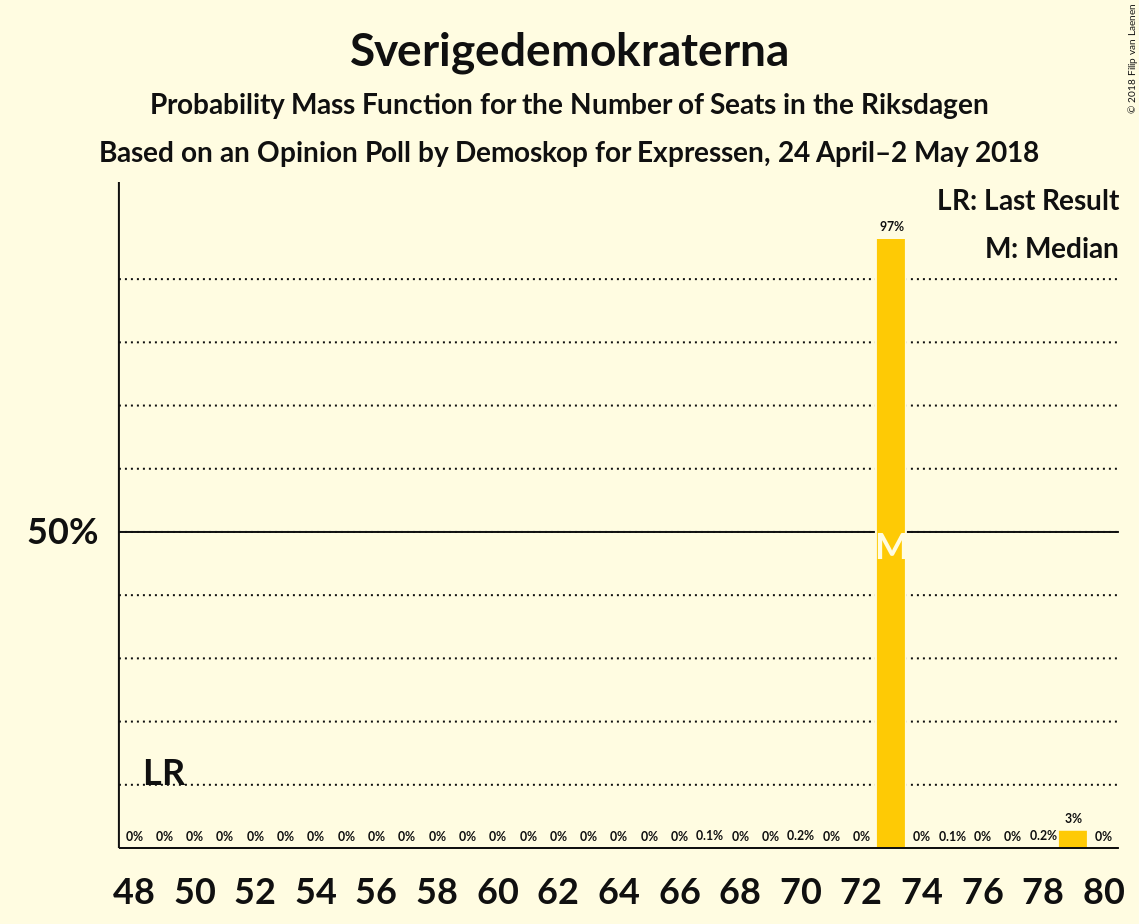 Sverigedemokraterna
Probability Mass Function for the Number of Seats in the Riksdagen
Based on an Opinion Poll by Demoskop for Expressen, 24 April–2 May 2018
© 2018 Filip van Laenen
LR: Last Result
M: Median
97%
50%
M
LR
3%
0% 0% 0% 0% 0% 0% 0% 0% 0% 0% 0% 0% 0% 0% 0% 0% 0% 0% 0% 0.1% 0% 0% 0.2% 0% 0% 0% 0.1% 0% 0% 0.2% 0%
48 50 52 54 56 58 60 62 64 66 68 70 72 74 76 78 80